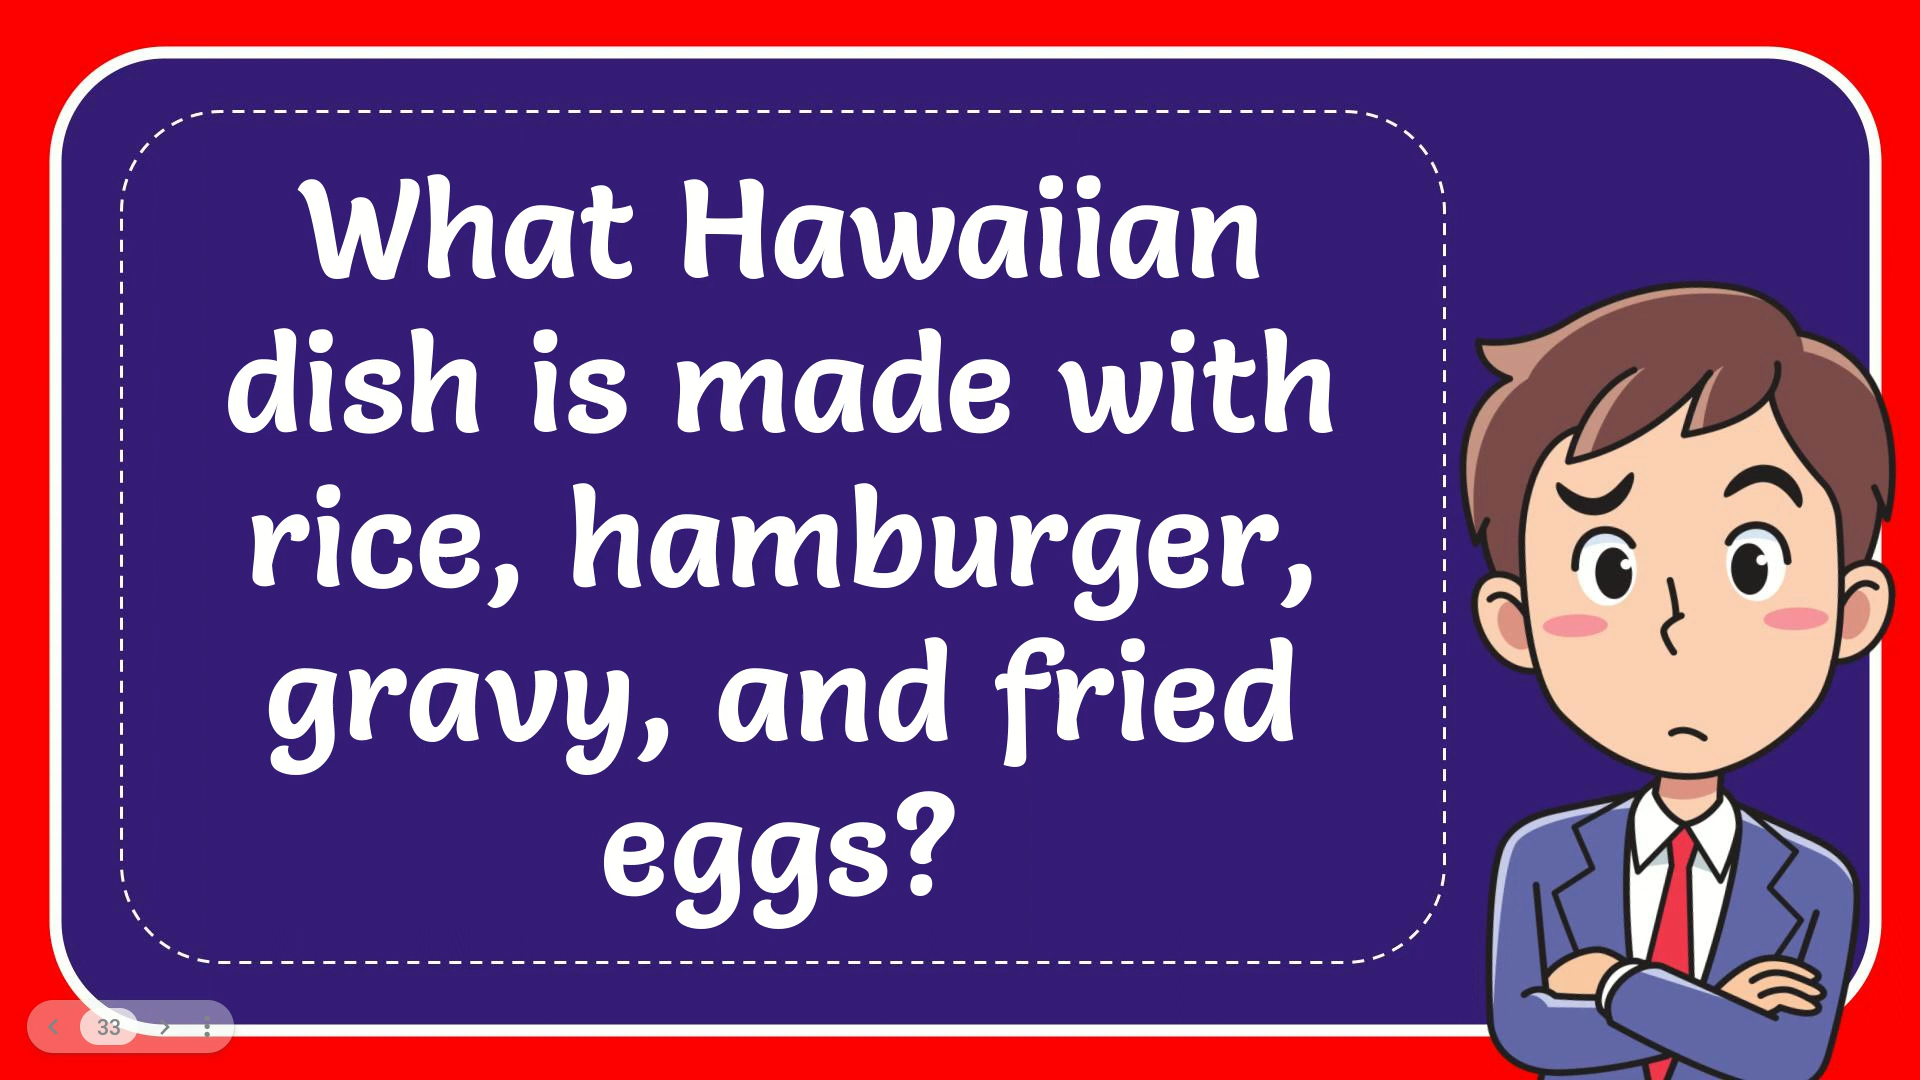 What Hawaiian
dish is made with
rice, hamburger,
gravy, and fried
eggs?
33